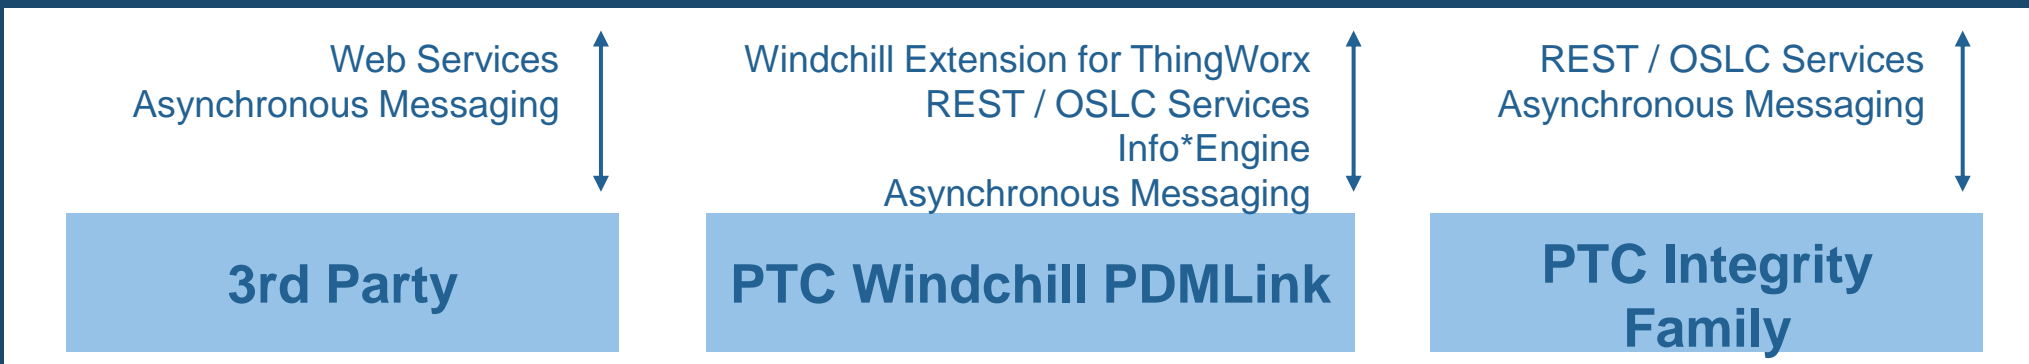 Web Services
Asynchronous Messaging
Windchill Extension for ThingWorx
REST / OSLC Services
Info*Engine
Asynchronous Messaging
REST / OSLC Services
Asynchronous Messaging
3rd Party
PTC Windchill PDMLink
PTC Integrity
Family